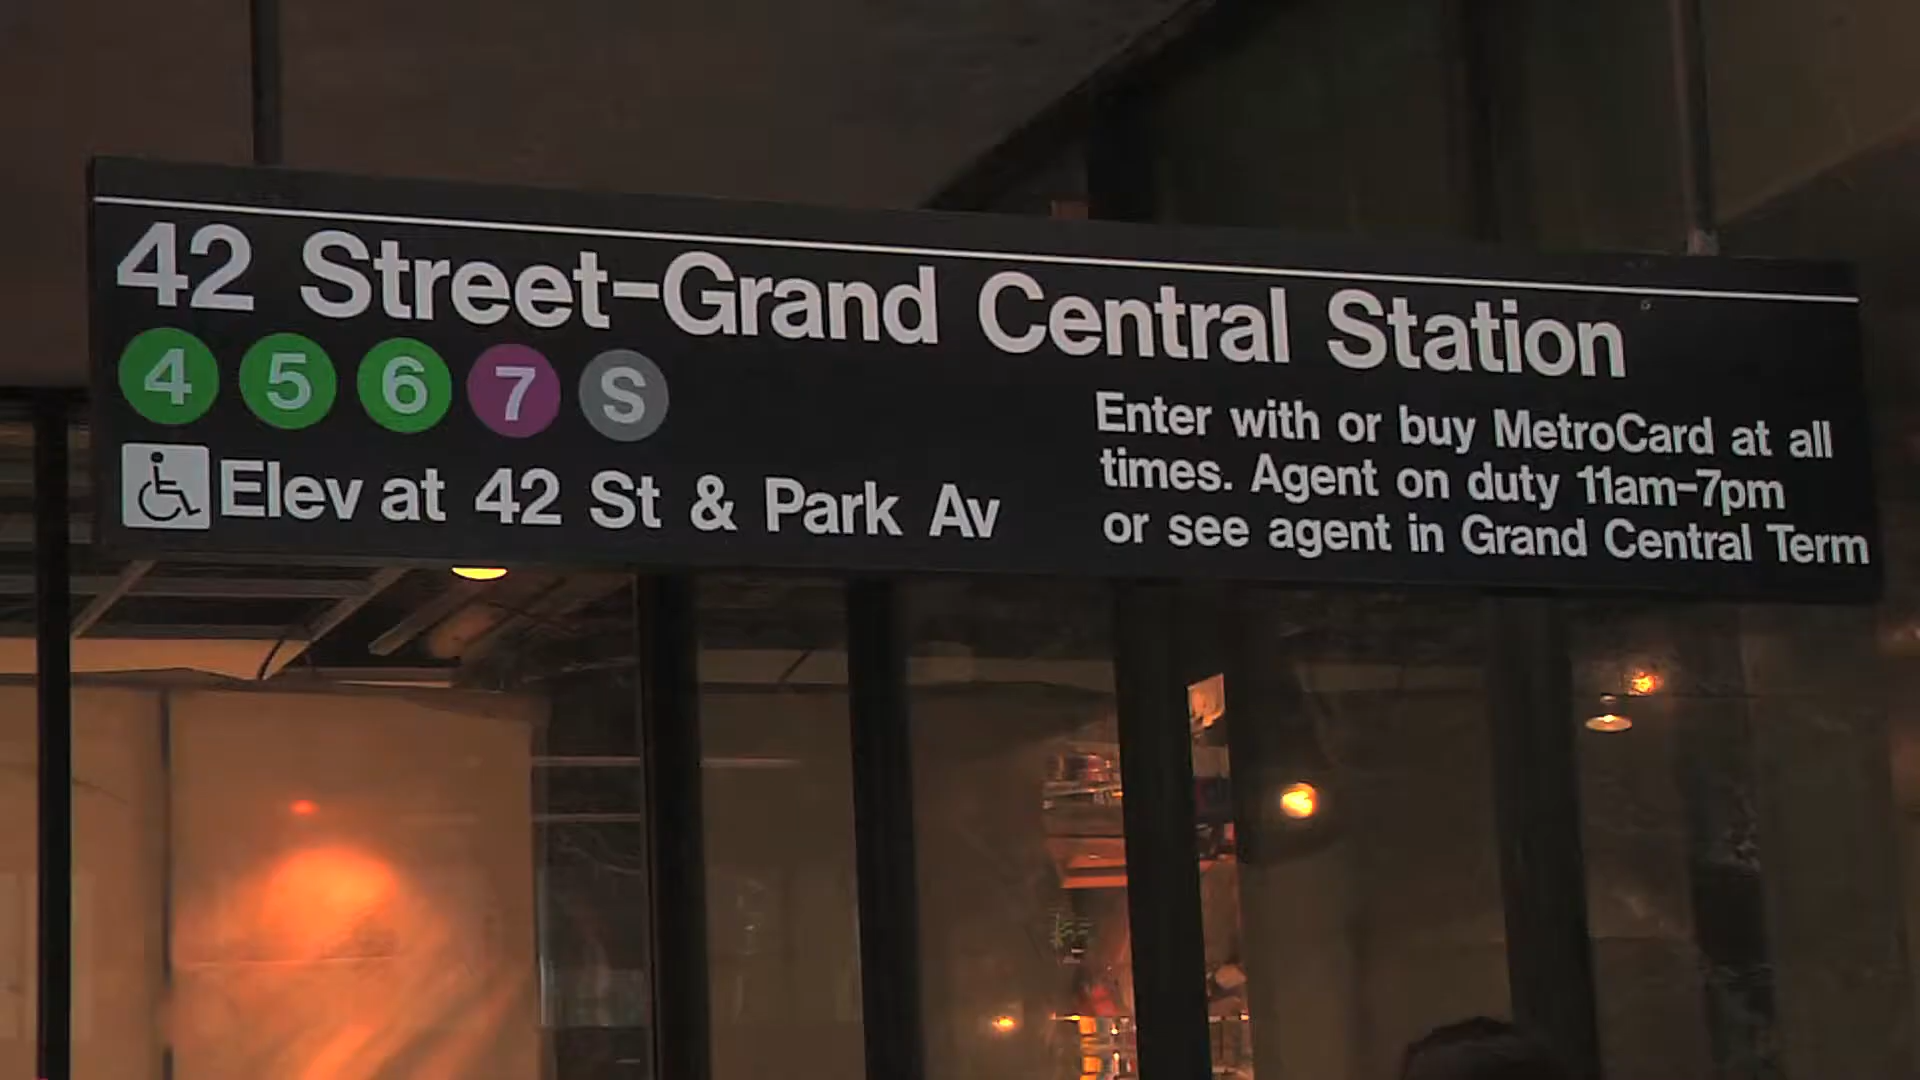 42 Street-Grand Central Station
4 5 6 7 S
Elev at 42 St & Park Av
Enter with or buy MetroCard at all
times. Agent on duty 11am-7pm
or see agent in Grand Central Term